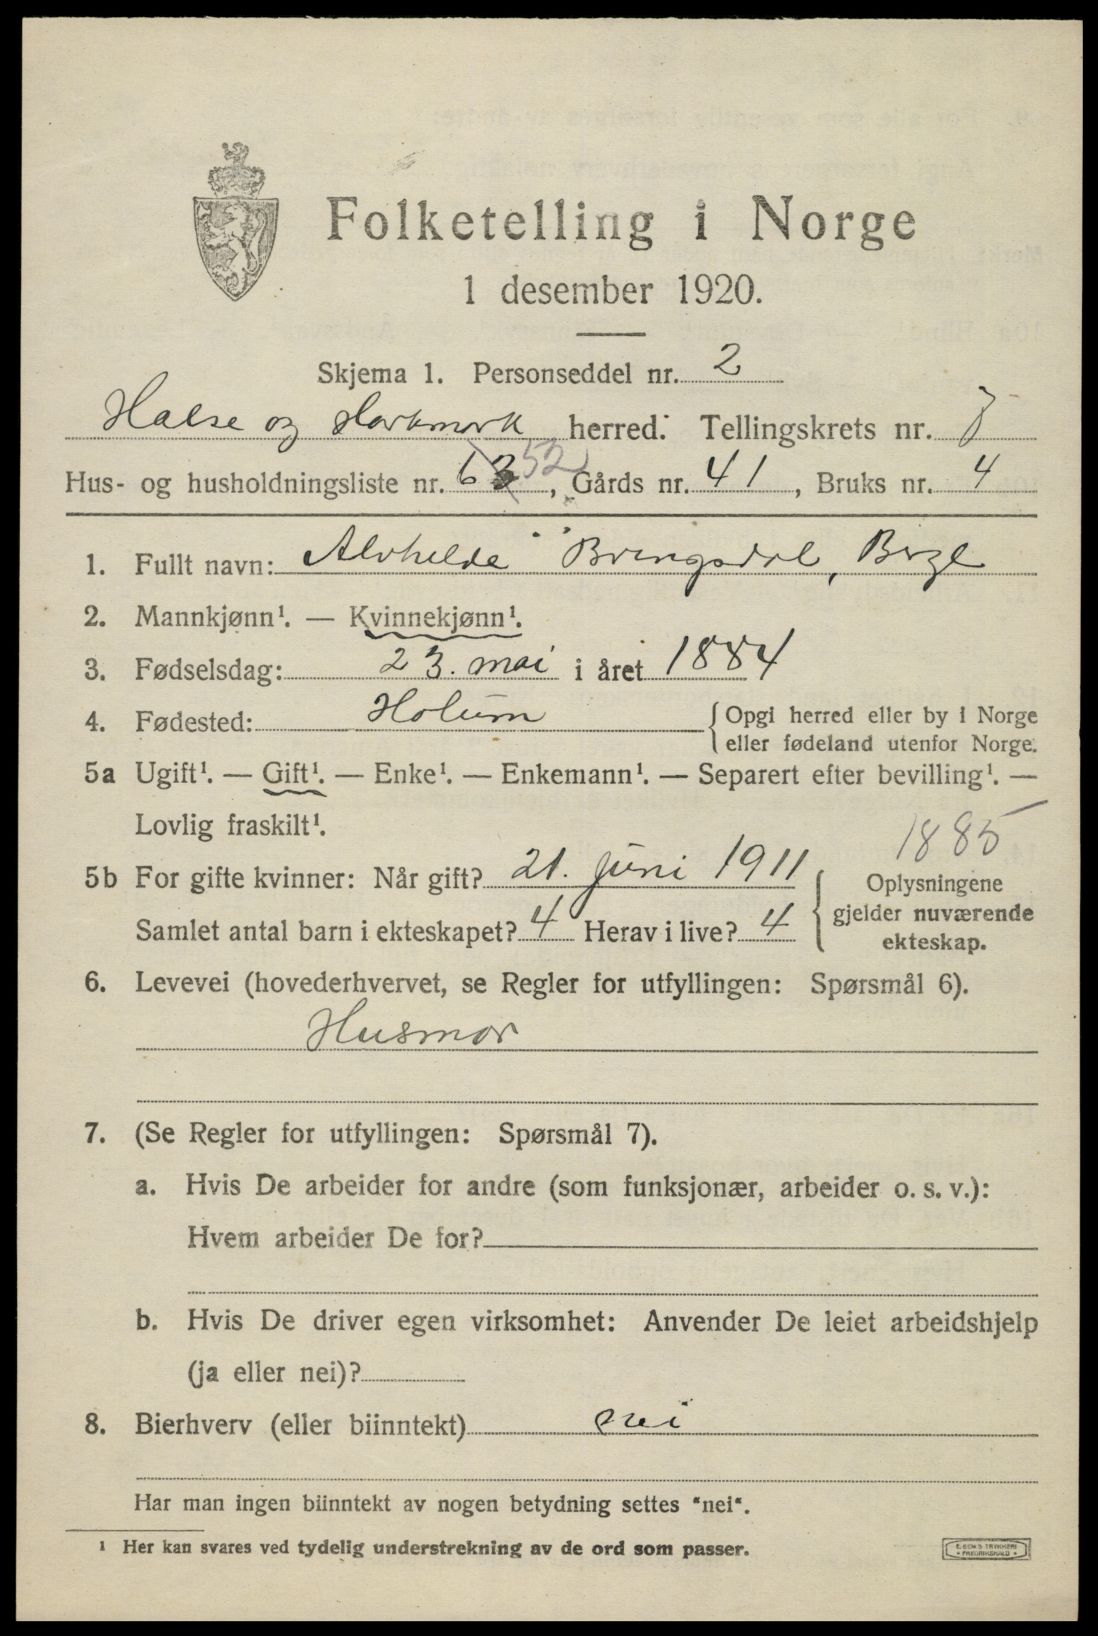 Folketelling i Norge
1 desember 1920.
Skjema 1. Personseddel nr. 2
Halse og Harkmark herred. Tellingskrets nr. 7
Hus- og husholdningsliste nr. 63 52, Gårds nr. 41, Bruks nr. 4
1. Fullt navn: Alvhilde Bringsdal,
2. Mannkjønn¹. — Kvinnekjønn¹.
3. Fødselsdag: 23. mai i året 1884
4. Fødested: Holum { Opgi herred eller by i Norge
eller fødeland utenfor Norge.
5a Ugift¹. — Gift¹. — Enke¹. — Enkemann¹. — Separert efter bevilling¹. —
Lovlig fraskilt¹.
1885
5b For gifte kvinner: Når gift? 21. juni 1911
Samlet antal barn i ekteskapet? 4 Herav i live? 4
{ Oplysningene
gjelder nuværende
ekteskap.
6. Levevei (hovederhvervet, se Regler for utfyllingen: Spørsmål 6).
Husmor
7. (Se Regler for utfyllingen: Spørsmål 7).
a. Hvis De arbeider for andre (som funksjonær, arbeider o. s. v.):
Hvem arbeider De for?
b. Hvis De driver egen virksomhet: Anvender De leiet arbeidshjelp
(ja eller nei)?
8. Bierhverv (eller biinntekt) nei
Har man ingen biinntekt av nogen betydning settes "nei".
¹ Her kan svares ved tydelig understrekning av de ord som passer.